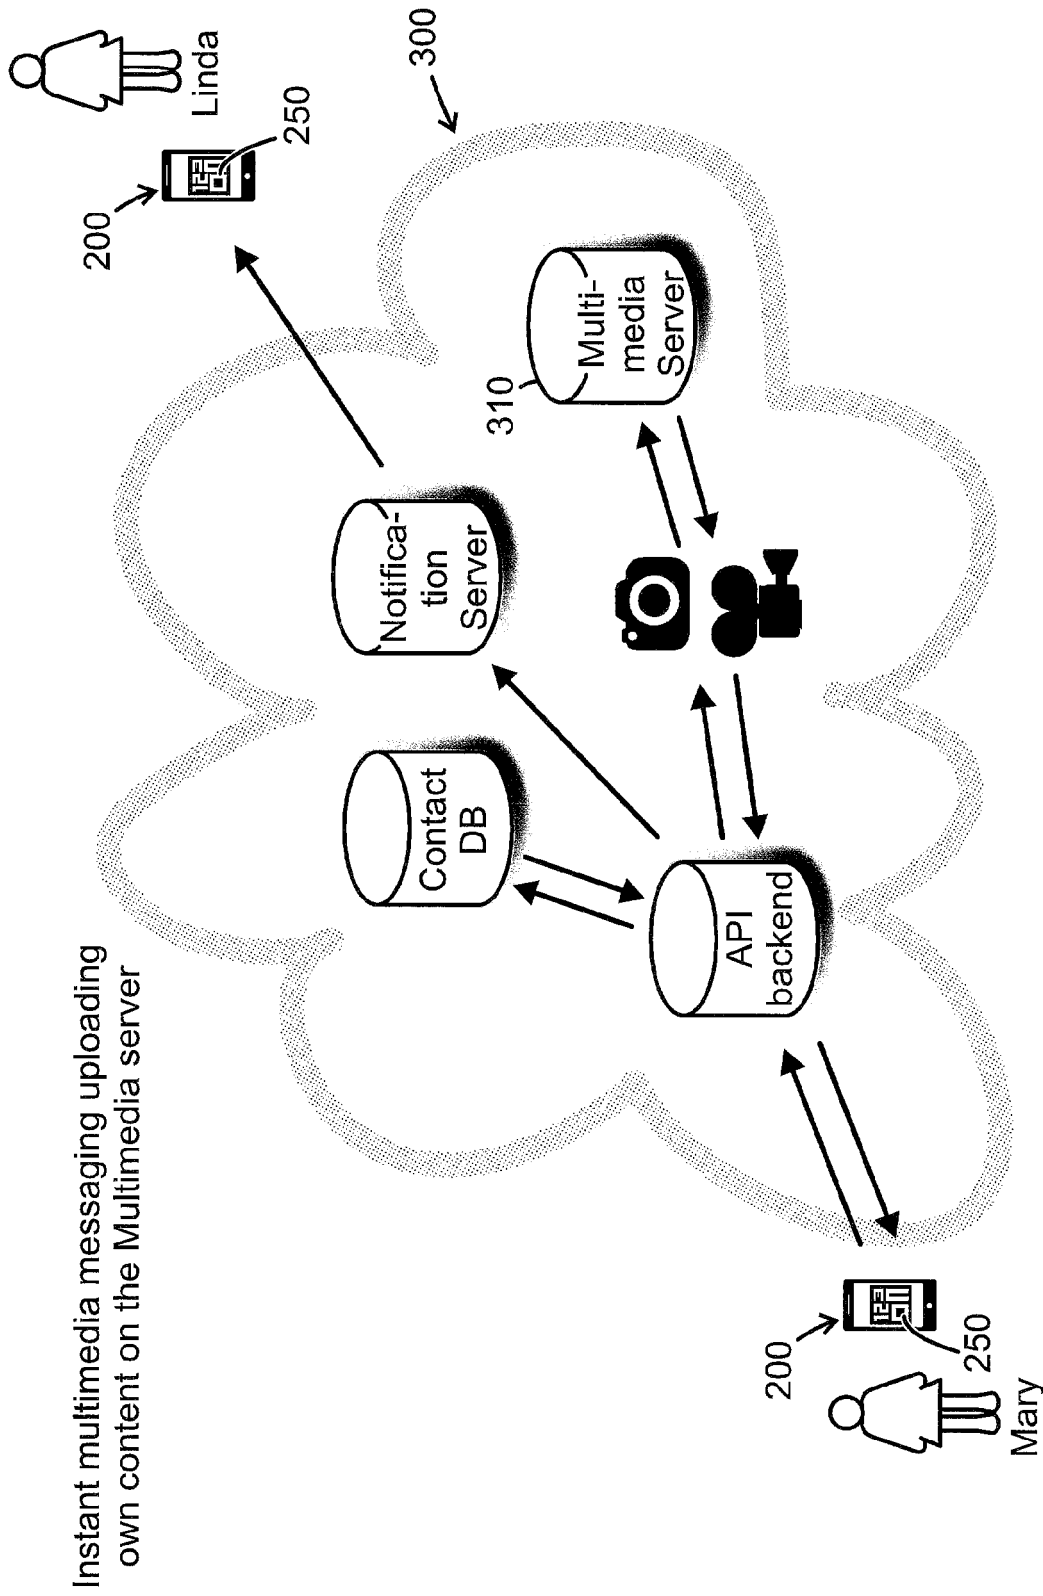 Instant multimedia messaging uploading
own content on the Multimedia server
Linda
200
250
300
Notifica-
tion
Server
310
Multi-
media
Server
Contact
DB
API
backend
200
250
Mary